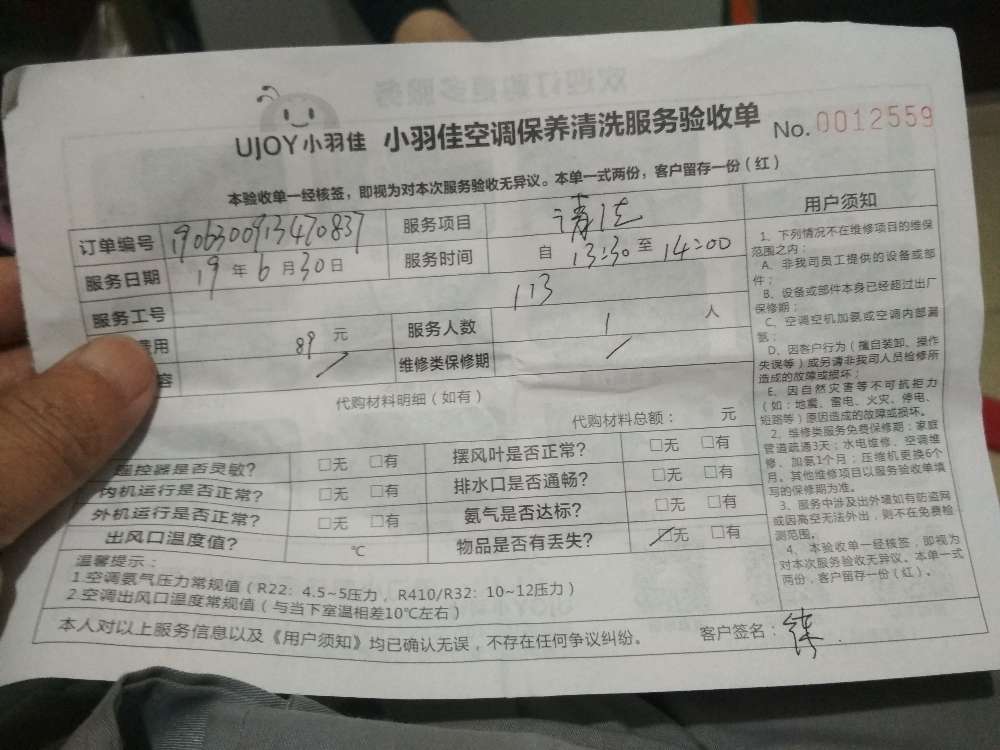 UJOY小羽佳 小羽佳空调保养清洗服务验收单 No. 0012559
本验收单一经核签，即视为对本次服务验收无异议。本单一式两份，客户留存一份（红）
订单编号 1906300913470837 服务项目
服务日期 19 年 6 月 30 日 服务时间 自 13:30 至 14:00
服务工号 113
费用 89 元 服务人数 1 人
容 / 维修类保修期 /
代购材料明细（如有）
代购材料总额： 元
遥控器是否灵敏? □无 □有 摆风叶是否正常? □无 □有
内机运行是否正常? □无 □有 排水口是否通畅? □无 □有
外机运行是否正常? □无 □有 氨气是否达标? □无 □有
出风口温度值? ℃ 物品是否有丢失? □无 □有
温馨提示：
1.空调氨气压力常规值（R22：4.5~5压力，R410/R32：10~12压力）
2.空调出风口温度常规值（与当下室温相差10℃左右）
本人对以上服务信息以及《用户须知》均已确认无误，不存在任何争议纠纷。 客户签名：
用户须知
1、下列情况不在维修项目的维保
范围之内：
A、非我司员工提供的设备或部
件；
B、设备或部件本身已经超过出厂
保修期；
C、空调空机加氨或空调内部漏
氨；
D、因客户行为（擅自装卸、操作
失误等）或另请非我司人员检修所
造成的故障或损坏；
E、因自然灾害等不可抗拒力
（如：地震、雷电、火灾、停电、
短路等）原因造成的故障或损坏。
2、维修类服务免费保修期：家庭
管道疏通3天；水电维修、空调维
修、加氨1个月；压缩机更换6个
月。其他维修项目以服务验收单填
写的保修期为准。
3、服务中涉及出外墙如有防盗网
或因高空无法外出，则不在免费检
测范围。
4、本验收单一经核签，即视为
对本次服务验收无异议。本单一式
两份，客户留存一份（红）。